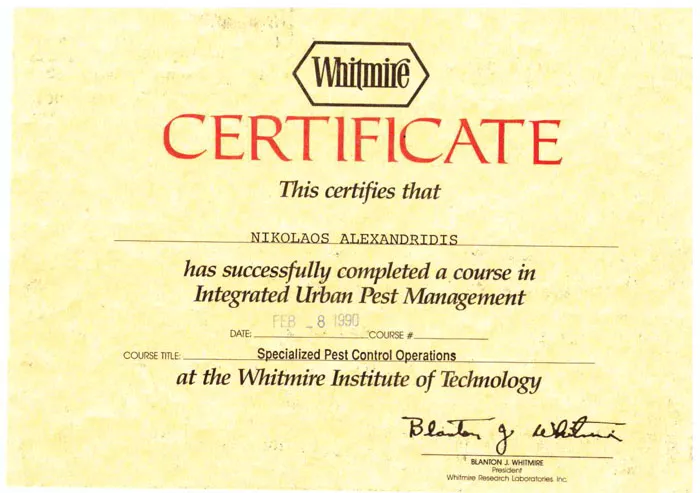 Whitmire
CERTIFICATE
This certifies that
NIKOLAOS ALEXANDRIDIS
has successfully completed a course in
Integrated Urban Pest Management
DATE: FEB - 8 1990 COURSE #
COURSE TITLE: Specialized Pest Control Operations
at the Whitmire Institute of Technology
Blanton J. Whitmire
BLANTON J. WHITMIRE
President
Whitmire Research Laboratories, Inc.